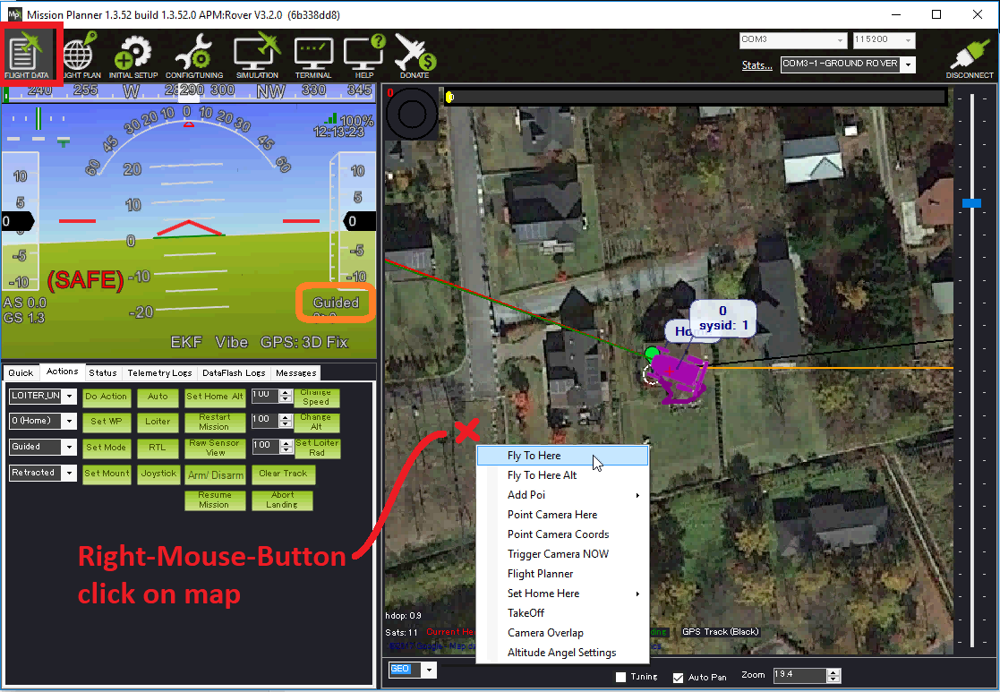 Mission Planner 1.3.52 build 1.3.52.0 APM:Rover V3.2.0 (6b338dd8)
FLIGHT DATA
FLIGHT PLAN
INITIAL SETUP
CONFIG/TUNING
SIMULATION
TERMINAL
HELP
DONATE
COM3
115200
Stats...
COM3-1-GROUND ROVER
DISCONNECT
240 255 W 285 290 300 NW 330 345
60 45 30 20 10 0 10 20 30 45 60
100%
12:13:23
20
10
0
-10
-20
10
5
0
-5
-10
10
5
0
-5
-10
(SAFE)
AS 0.0
GS 1.3
Guided
EKF Vibe GPS: 3D Fix
Quick Actions Status Telemetry Logs DataFlash Logs Messages
LOITER_UN Do Action Auto Set Home Alt 100 Change Speed
0 (Home) Set WP Loiter Restart Mission 100 Change Alt
Guided Set Mode RTL Raw Sensor View 100 Set Loiter Rad
Retracted Set Mount Joystick Arm/ Disarm Clear Track
Resume Mission Abort Landing
Right-Mouse-Button
click on map
0
0
Ho
0
sysid: 1
Fly To Here
Fly To Here Alt
Add Poi
Point Camera Here
Point Camera Coords
Trigger Camera NOW
Flight Planner
Set Home Here
TakeOff
Camera Overlap
Altitude Angel Settings
hdop: 0.9
Sats: 11 Current He
GPS Track (Black)
©2017 Google - Map da
GEO
Tuning
Auto Pan
Zoom
19.4